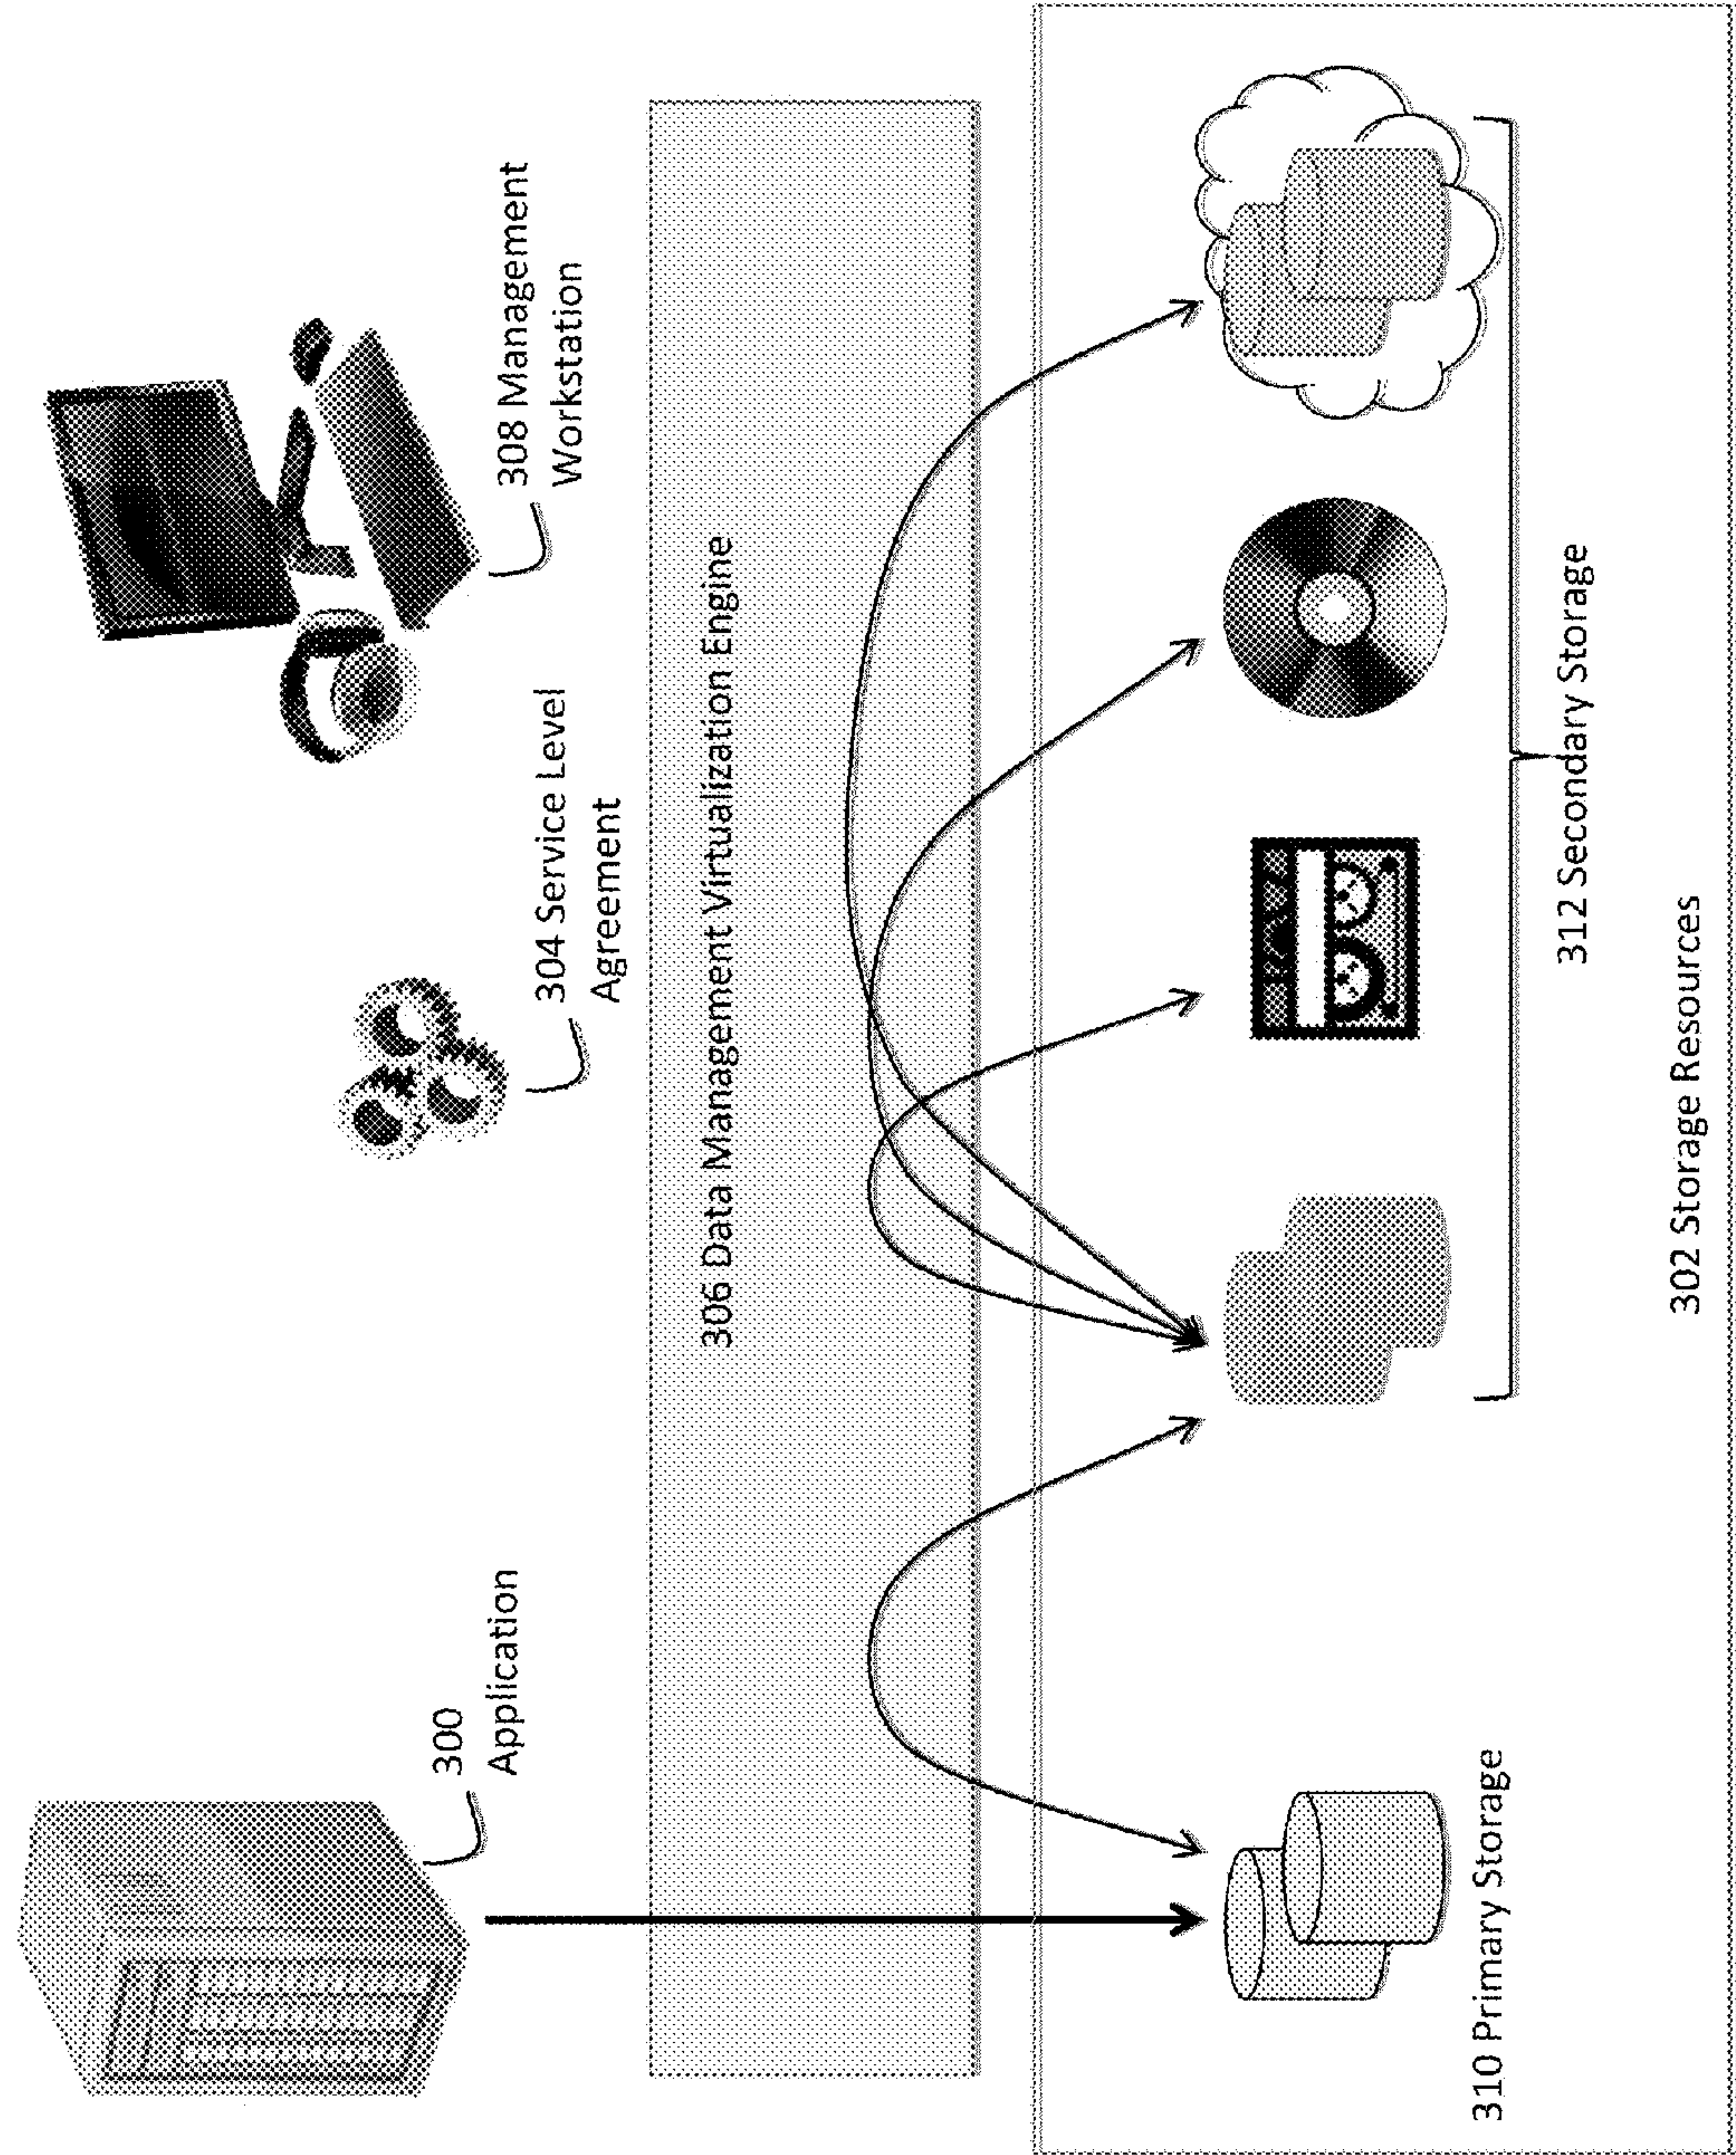 300
Application
304 Service Level
Agreement
308 Management
Workstation
306 Data Management Virtualization Engine
310 Primary Storage
312 Secondary Storage
302 Storage Resources